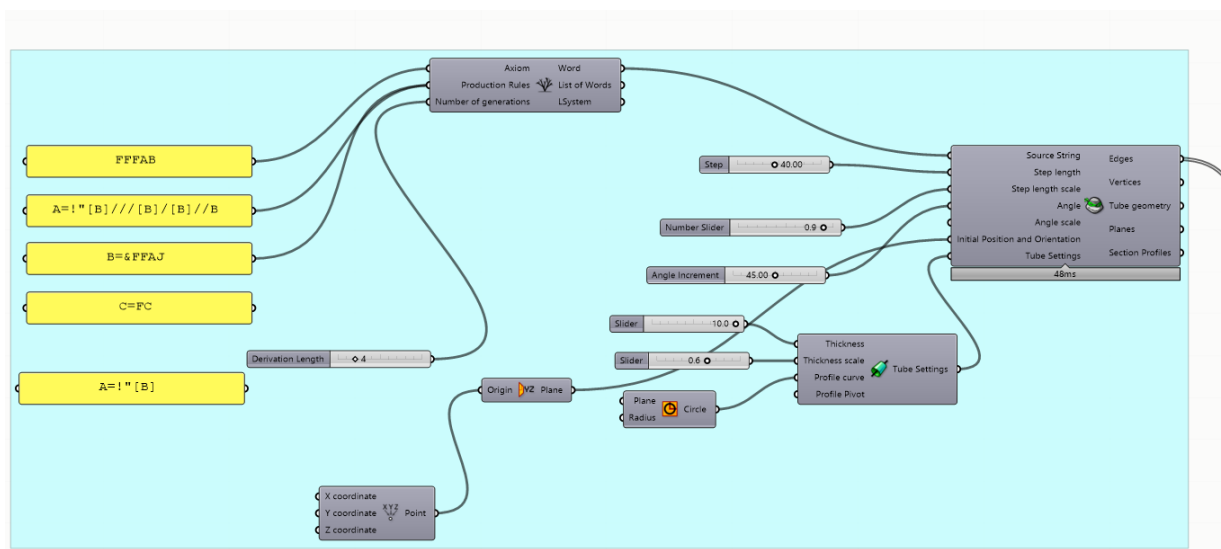 Axiom Word
Production Rules List of Words
Number of generations LSystem
FFFAB
A=!"[B]///[B]/[B]//B
B=&FFAJ
C=FC
Derivation Length 4
A=!"[B]
Step 40.00
Number Slider 0.9
Angle Increment 45.00
Slider 10.0
Slider 0.6
Origin YZ Plane
Plane
Radius
Circle
X coordinate
Y coordinate XYZ Point
Z coordinate
Thickness
Thickness scale
Profile curve
Profile Pivot
Tube Settings
Source String Edges
Step length
Step length scale Vertices
Angle Tube geometry
Angle scale Planes
Initial Position and Orientation
Tube Settings Section Profiles
48ms